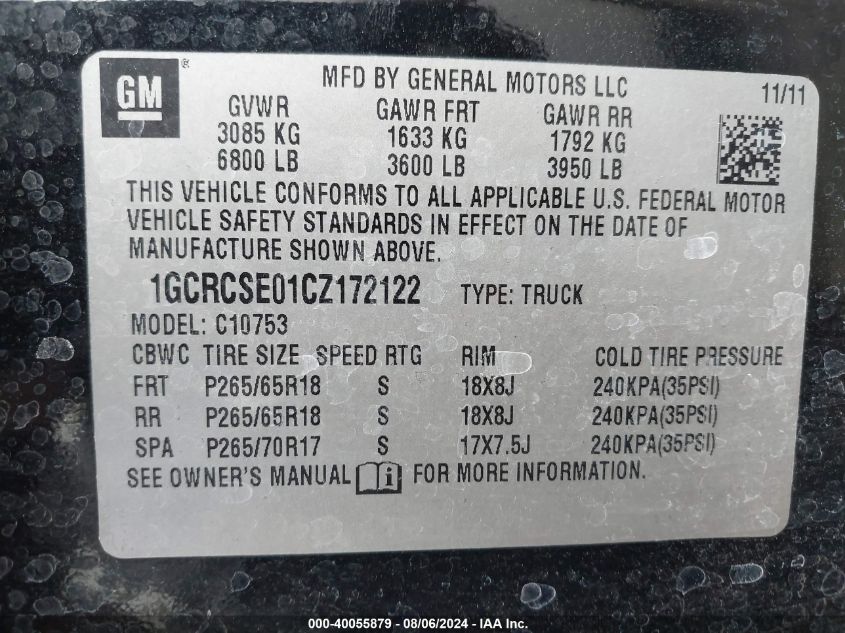 GM ®
MFD BY GENERAL MOTORS LLC 11/11
GVWR GAWR FRT GAWR RR
3085 KG 1633 KG 1792 KG
6800 LB 3600 LB 3950 LB
THIS VEHICLE CONFORMS TO ALL APPLICABLE U.S. FEDERAL MOTOR
VEHICLE SAFETY STANDARDS IN EFFECT ON THE DATE OF
MANUFACTURE SHOWN ABOVE.
1GCRCSE01CZ172122 TYPE: TRUCK
MODEL: C10753
CBWC TIRE SIZE SPEED RTG RIM COLD TIRE PRESSURE
FRT P265/65R18 S 18X8J 240KPA(35PSI)
RR P265/65R18 S 18X8J 240KPA(35PSI)
SPA P265/70R17 S 17X7.5J 240KPA(35PSI)
SEE OWNER'S MANUAL i FOR MORE INFORMATION.
000-40055879 - 08/06/2024 - IAA Inc.